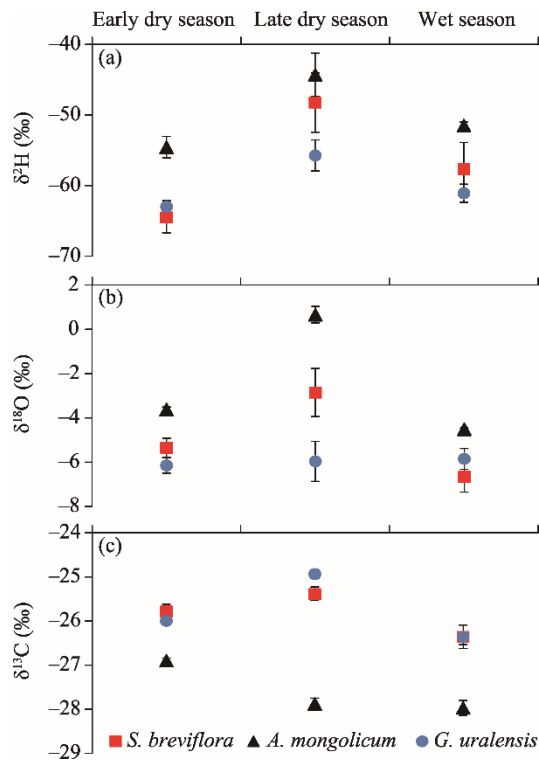 Early dry season Late dry season Wet season
(a)
−40
−50
−60
−70
δ²H (‰)
(b)
2
0
−2
−4
−6
−8
δ¹⁸O (‰)
(c)
−24
−25
−26
−27
−28
−29
δ¹³C (‰)
S. breviflora A. mongolicum G. uralensis